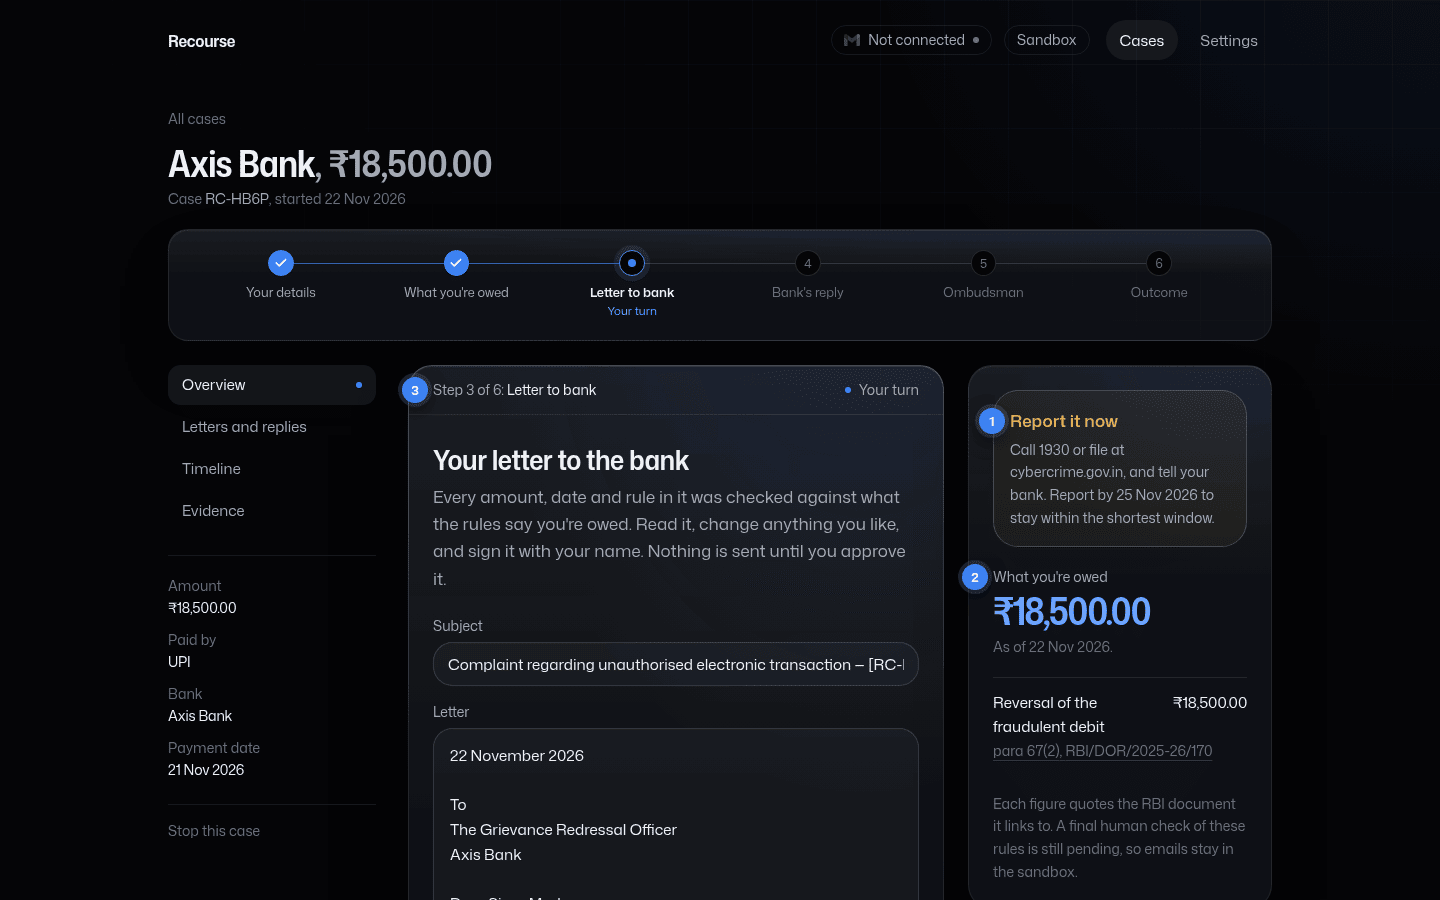 Recourse
Not connected
Sandbox
Cases
Settings
All cases
Axis Bank, ₹18,500.00
Case RC-HB6P, started 22 Nov 2026
4
5
6
Your details
What you're owed
Letter to bank
Bank's reply
Ombudsman
Outcome
Your turn
Overview
Letters and replies
Timeline
Evidence
Amount
₹18,500.00
Paid by
UPI
Bank
Axis Bank
Payment date
21 Nov 2026
Stop this case
3
Step 3 of 6: Letter to bank
Your turn
Your letter to the bank
Every amount, date and rule in it was checked against what
the rules say you're owed. Read it, change anything you like,
and sign it with your name. Nothing is sent until you approve
it.
Subject
Complaint regarding unauthorised electronic transaction – [RC-
Letter
22 November 2026
To
The Grievance Redressal Officer
Axis Bank
1
Report it now
Call 1930 or file at
cybercrime.gov.in, and tell your
bank. Report by 25 Nov 2026 to
stay within the shortest window.
2
What you're owed
₹18,500.00
As of 22 Nov 2026.
Reversal of the
fraudulent debit
₹18,500.00
para 67(2), RBI/DOR/2025-26/170
Each figure quotes the RBI document
it links to. A final human check of these
rules is still pending, so emails stay in
the sandbox.